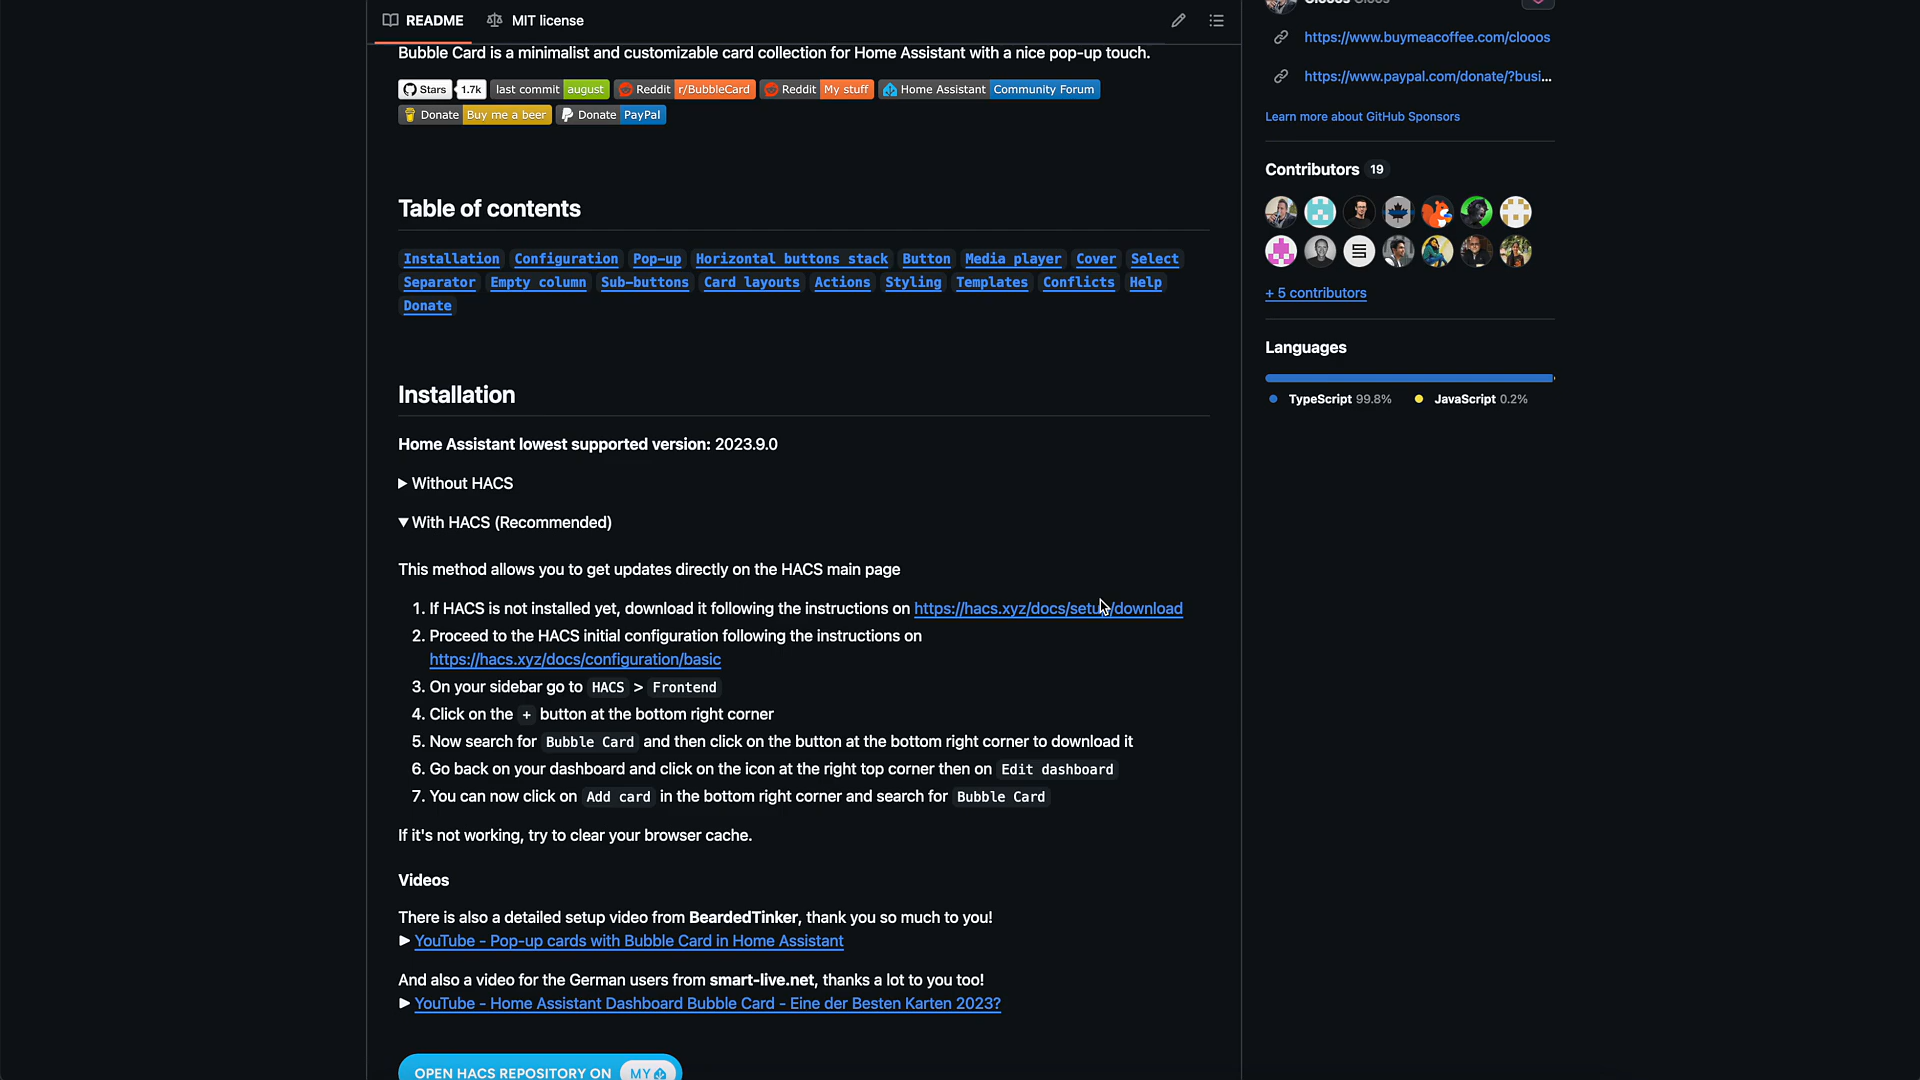 README MIT license
Bubble Card is a minimalist and customizable card collection for Home Assistant with a nice pop-up touch.
Stars 1.7k last commit august Reddit r/BubbleCard Reddit My stuff Home Assistant Community Forum
Donate Buy me a beer Donate PayPal
Table of contents
Installation Configuration Pop-up Horizontal buttons stack Button Media player Cover Select
Separator Empty column Sub-buttons Card layouts Actions Styling Templates Conflicts Help
Donate
Installation
Home Assistant lowest supported version: 2023.9.0
Without HACS
With HACS (Recommended)
This method allows you to get updates directly on the HACS main page
1. If HACS is not installed yet, download it following the instructions on https://hacs.xyz/docs/setup/download
2. Proceed to the HACS initial configuration following the instructions on
https://hacs.xyz/docs/configuration/basic
3. On your sidebar go to HACS > Frontend
4. Click on the + button at the bottom right corner
5. Now search for Bubble Card and then click on the button at the bottom right corner to download it
6. Go back on your dashboard and click on the icon at the right top corner then on Edit dashboard
7. You can now click on Add card in the bottom right corner and search for Bubble Card
If it's not working, try to clear your browser cache.
Videos
There is also a detailed setup video from BeardedTinker, thank you so much to you!
YouTube - Pop-up cards with Bubble Card in Home Assistant
And also a video for the German users from smart-live.net, thanks a lot to you too!
YouTube - Home Assistant Dashboard Bubble Card - Eine der Besten Karten 2023?
OPEN HACS REPOSITORY ON MY
Clooos Cloos
https://www.buymeacoffee.com/clooos
https://www.paypal.com/donate/?busi...
Learn more about GitHub Sponsors
Contributors 19
+ 5 contributors
Languages
TypeScript 99.8% JavaScript 0.2%